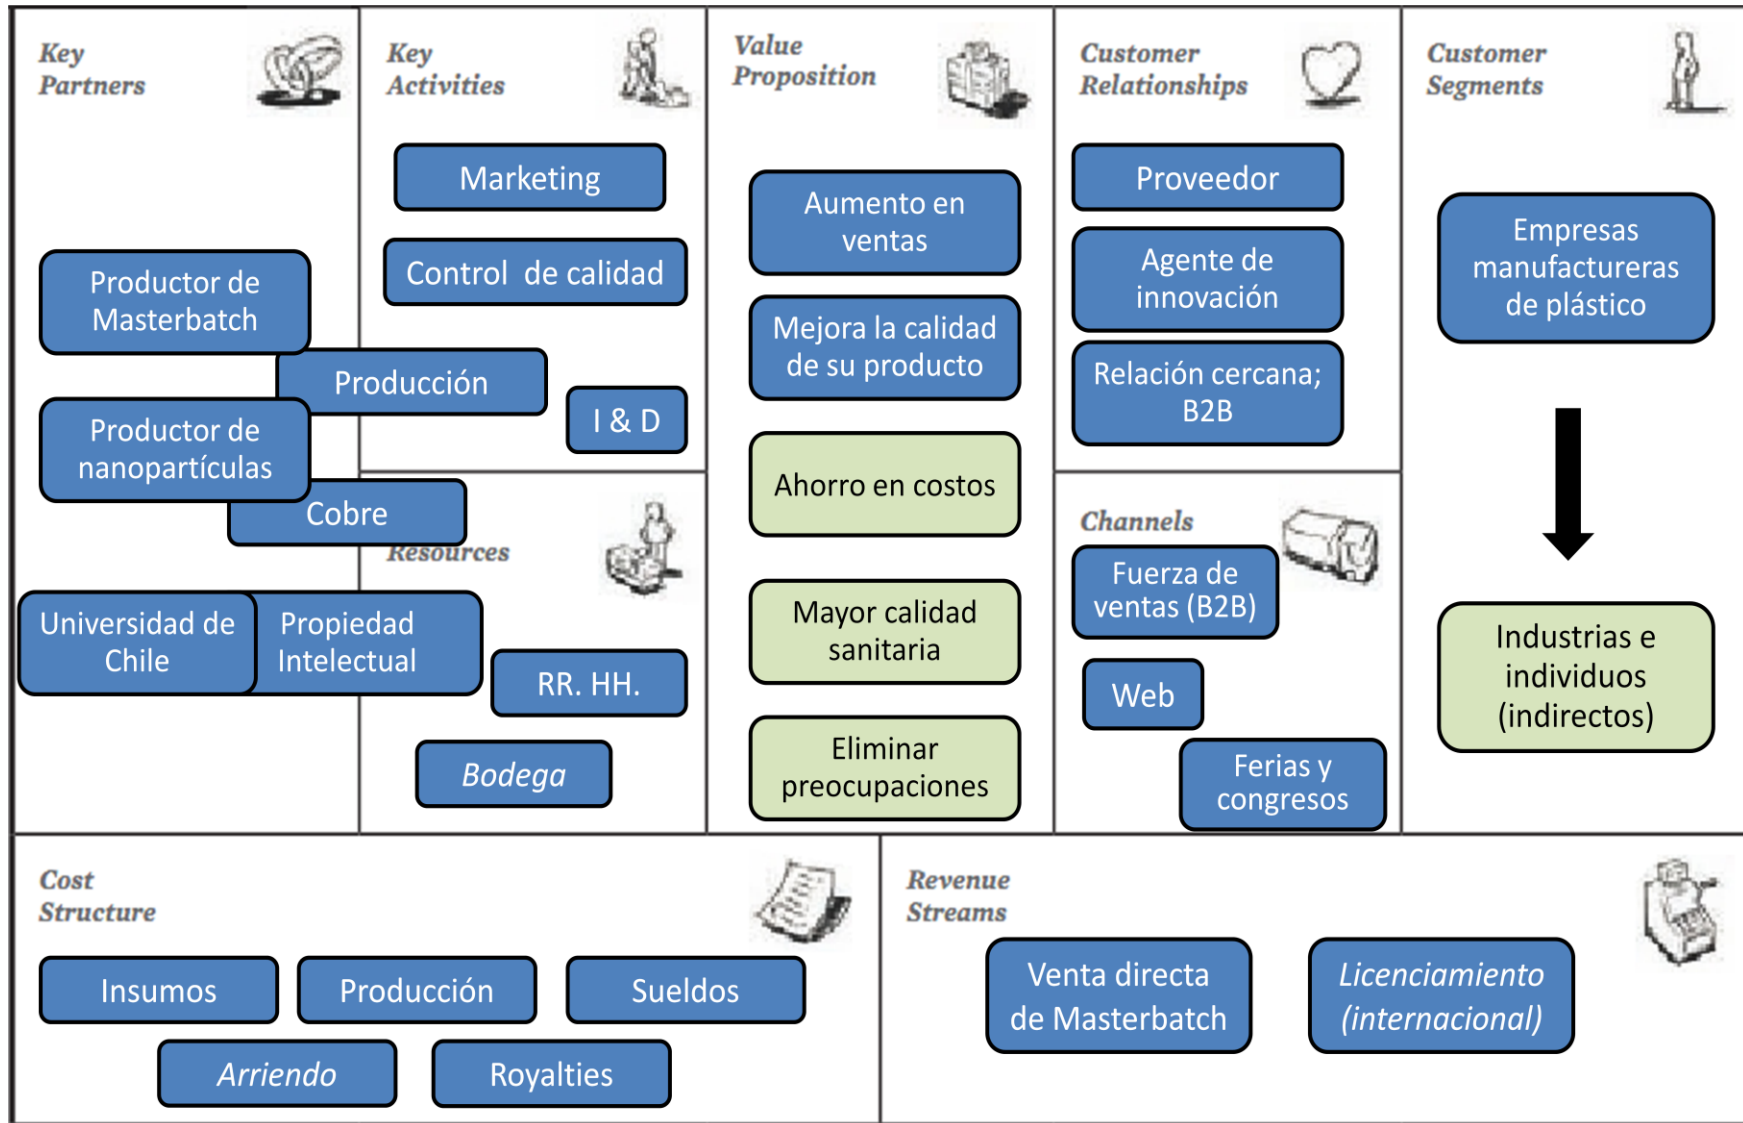 Key
Partners
Productor de
Masterbatch
Productor de
nanopartículas
Universidad de
Chile
Key
Activities
Marketing
Control de calidad
Producción
I & D
Cobre
Resources
Propiedad
Intelectual
RR. HH.
Bodega
Value
Proposition
Aumento en
ventas
Mejora la calidad
de su producto
Ahorro en costos
Mayor calidad
sanitaria
Eliminar
preocupaciones
Customer
Relationships
Proveedor
Agente de
innovación
Relación cercana;
B2B
Channels
Fuerza de
ventas (B2B)
Web
Ferias y
congresos
Customer
Segments
Empresas
manufactureras
de plástico
Industrias e
individuos
(indirectos)
Cost
Structure
Insumos
Producción
Sueldos
Arriendo
Royalties
Revenue
Streams
Venta directa
de Masterbatch
Licenciamiento
(internacional)